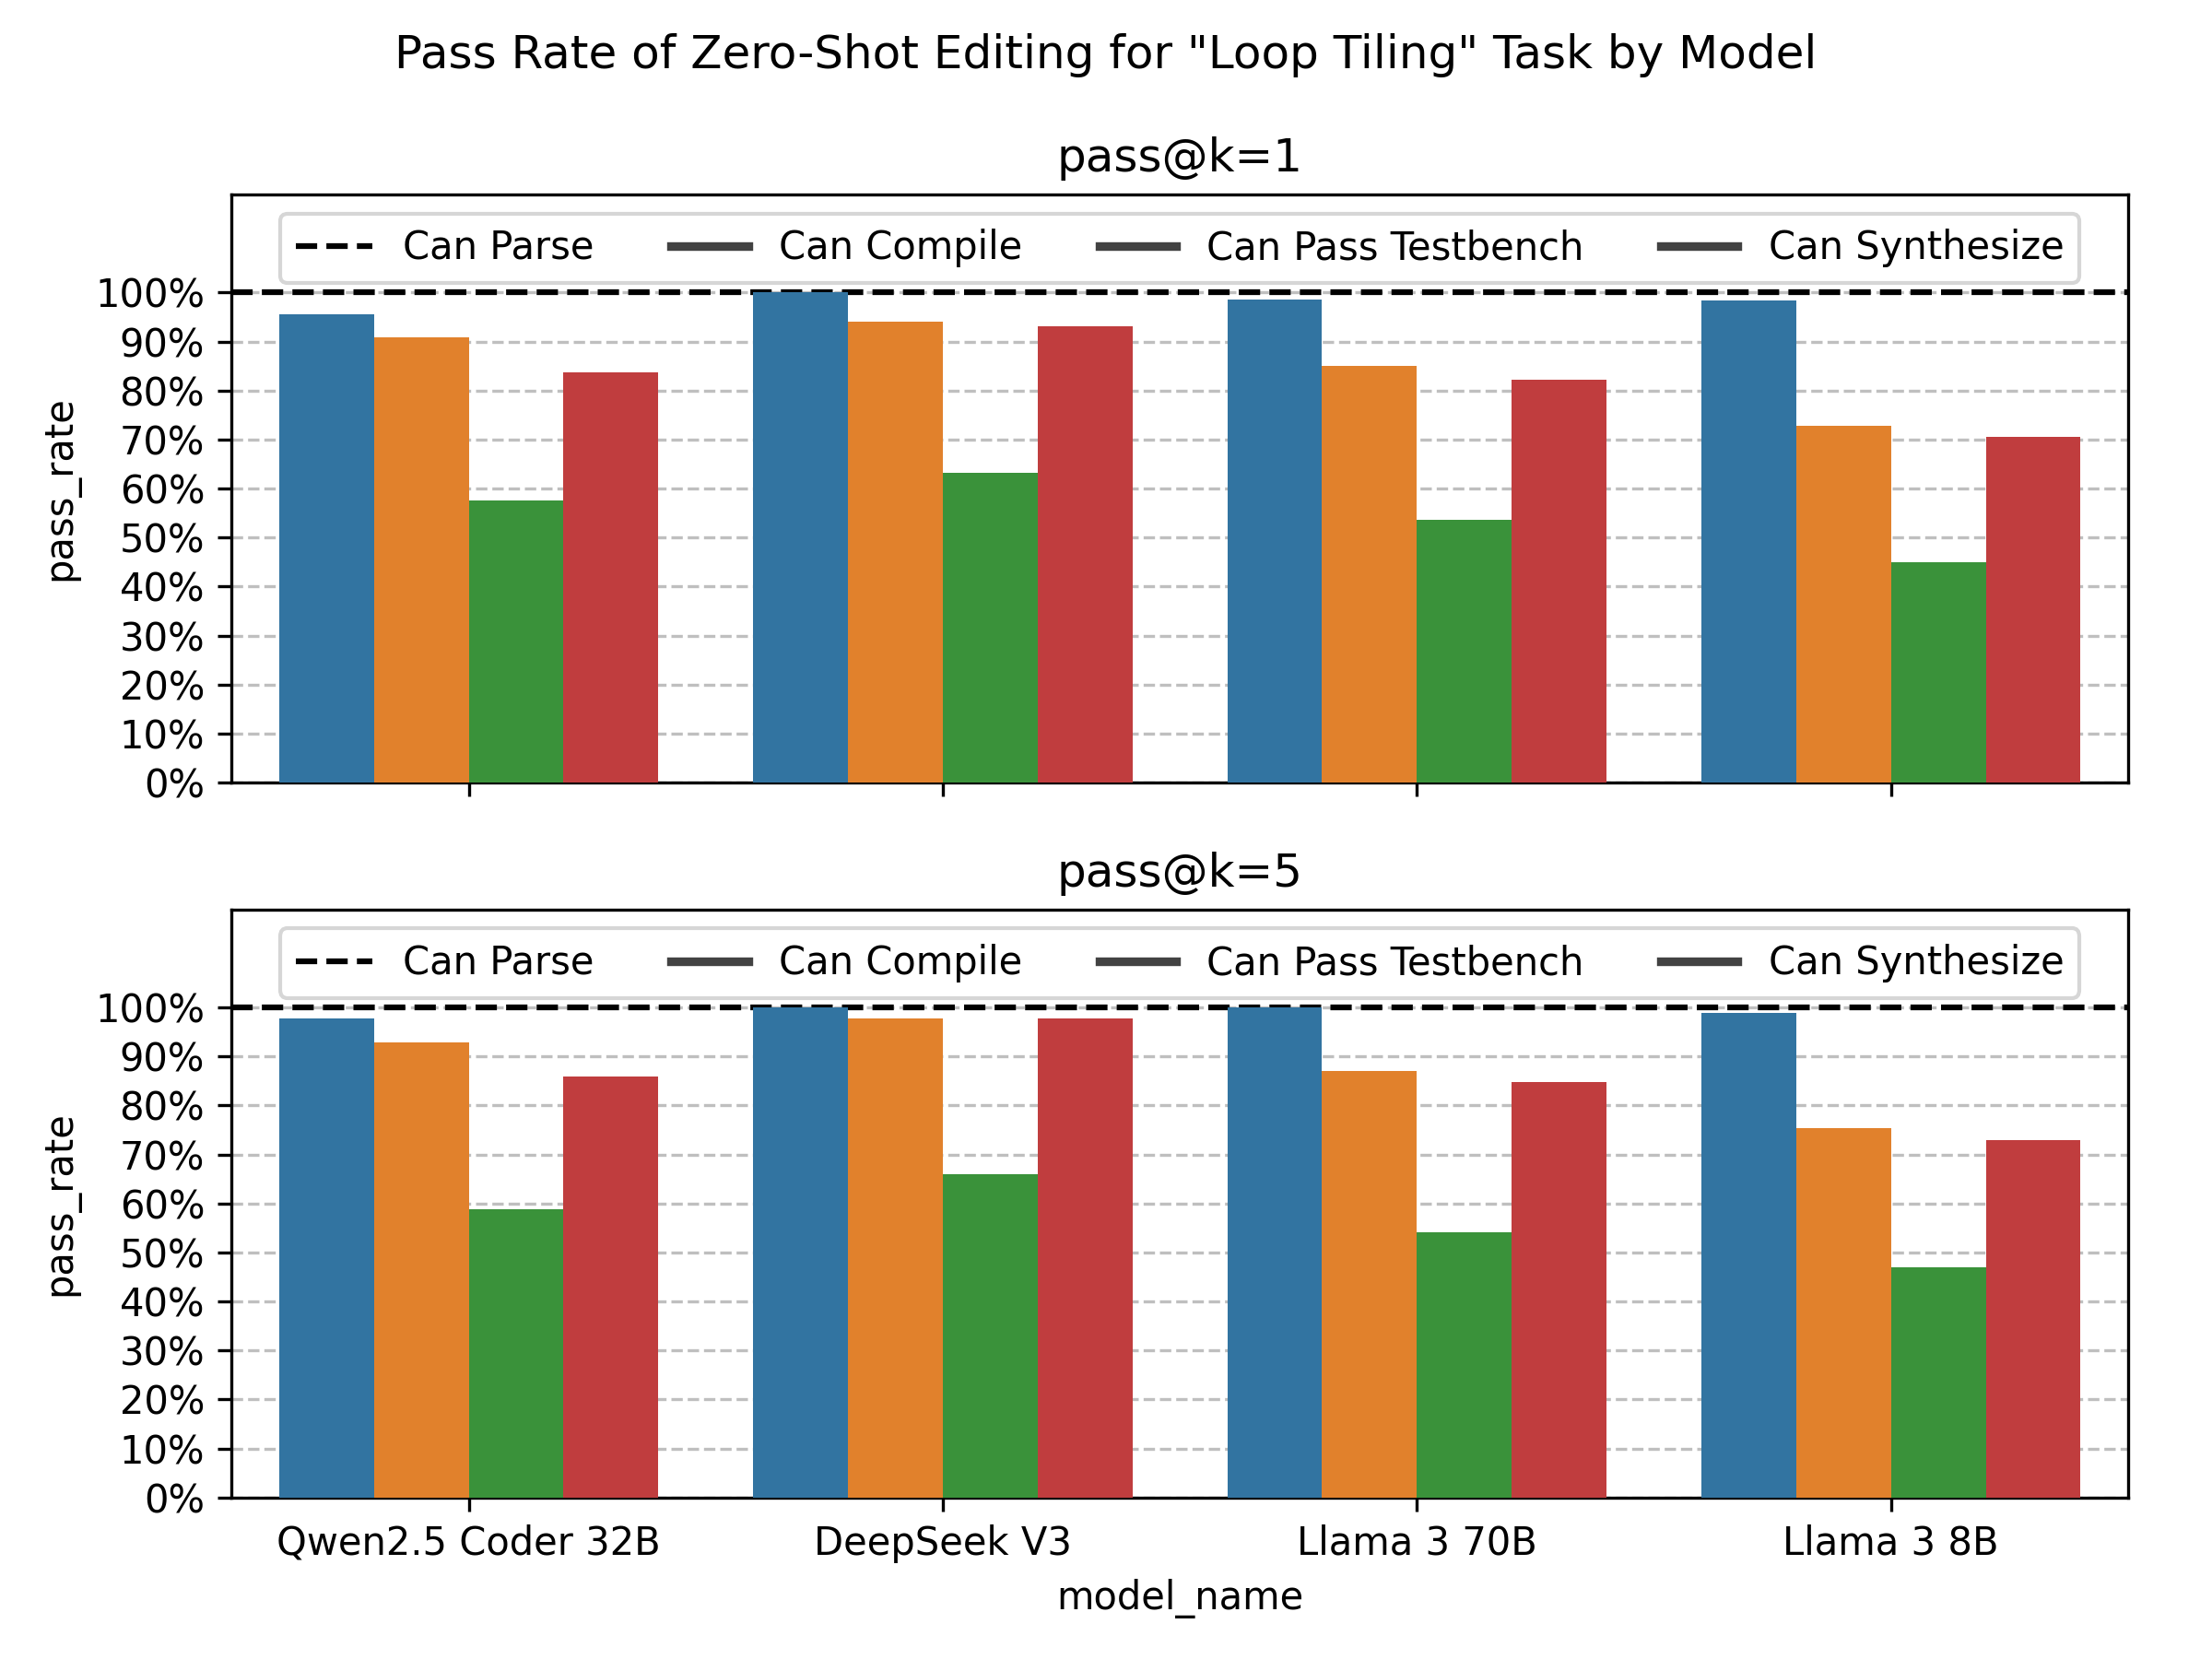 Pass Rate of Zero-Shot Editing for "Loop Tiling" Task by Model
pass@k=1
Can Parse Can Compile Can Pass Testbench Can Synthesize
100%
90%
80%
70%
60%
50%
40%
30%
20%
10%
0%
pass_rate
pass@k=5
Can Parse Can Compile Can Pass Testbench Can Synthesize
100%
90%
80%
70%
60%
50%
40%
30%
20%
10%
0%
pass_rate
Qwen2.5 Coder 32B DeepSeek V3 Llama 3 70B Llama 3 8B
model_name